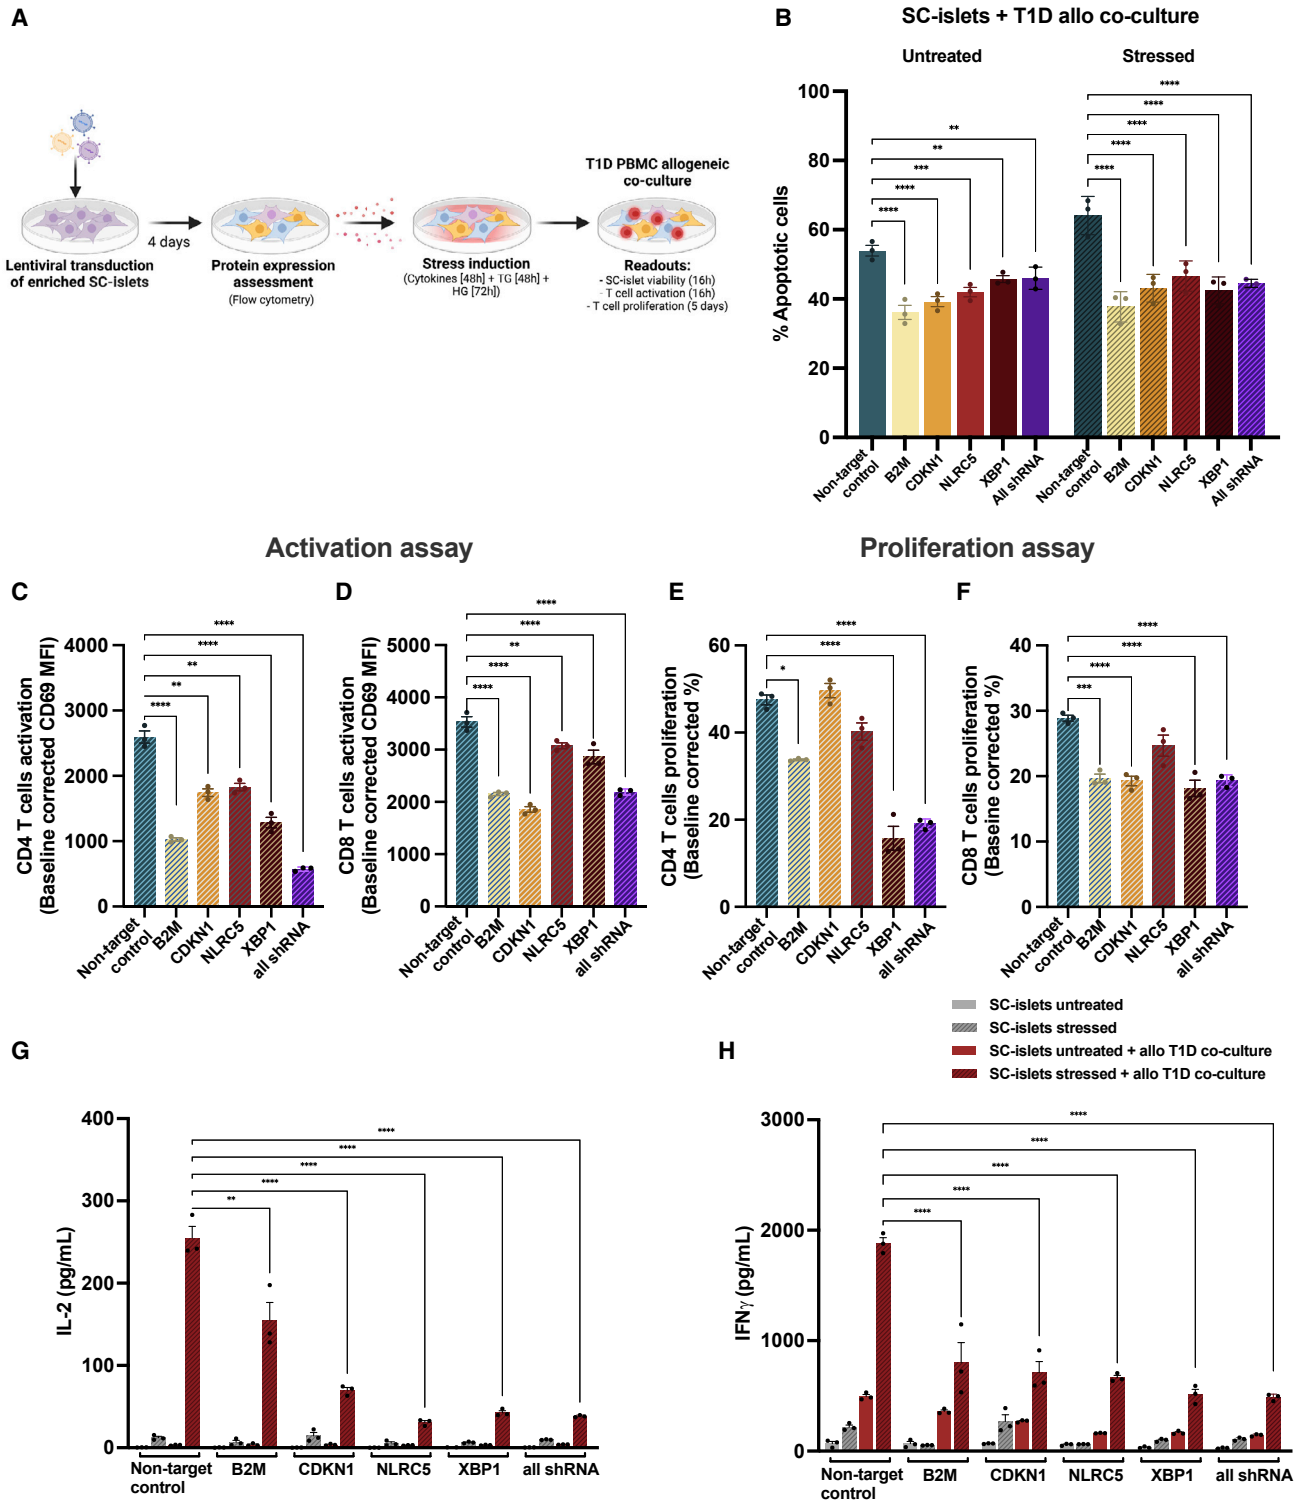 A
Lentiviral transduction
of enriched SC-islets
4 days
Protein expression
assessment
(Flow cytometry)
Stress induction
(Cytokines [48h] + TG [48h] +
HG [72h])
T1D PBMC allogeneic
co-culture
Readouts:
- SC-islet viability (16h)
- T cell activation (16h)
- T cell proliferation (5 days)
B
SC-islets + T1D allo co-culture
Untreated
Stressed
% Apoptotic cells
100
80
60
40
20
0
****
****
***
**
**
****
****
****
****
****
Non-target
control
B2M
CDKN1
NLRC5
XBP1
All shRNA
Non-target
control
B2M
CDKN1
NLRC5
XBP1
All shRNA
Activation assay
Proliferation assay
C
CD4 T cells activation
(Baseline corrected CD69 MFI)
4000
3000
2000
1000
0
****
****
**
**
****
Non-target
control
B2M
CDKN1
NLRC5
XBP1
all shRNA
D
CD8 T cells activation
(Baseline corrected CD69 MFI)
5000
4000
3000
2000
1000
0
****
****
**
****
****
Non-target
control
B2M
CDKN1
NLRC5
XBP1
all shRNA
E
CD4 T cells proliferation
(Baseline corrected %)
60
40
20
0
****
****
*
Non-target
control
B2M
CDKN1
NLRC5
XBP1
all shRNA
F
CD8 T cells proliferation
(Baseine corrected %)
40
30
20
10
0
****
****
****
***
Non-target
control
B2M
CDKN1
NLRC5
XBP1
all shRNA
SC-islets untreated
SC-islets stressed
SC-islets untreated + allo T1D co-culture
SC-islets stressed + allo T1D co-culture
G
IL-2 (pg/mL)
400
300
200
100
0
****
****
****
****
**
Non-target
control
B2M
CDKN1
NLRC5
XBP1
all shRNA
H
IFNγ (pg/mL)
3000
2000
1000
0
****
****
****
****
****
Non-target
control
B2M
CDKN1
NLRC5
XBP1
all shRNA